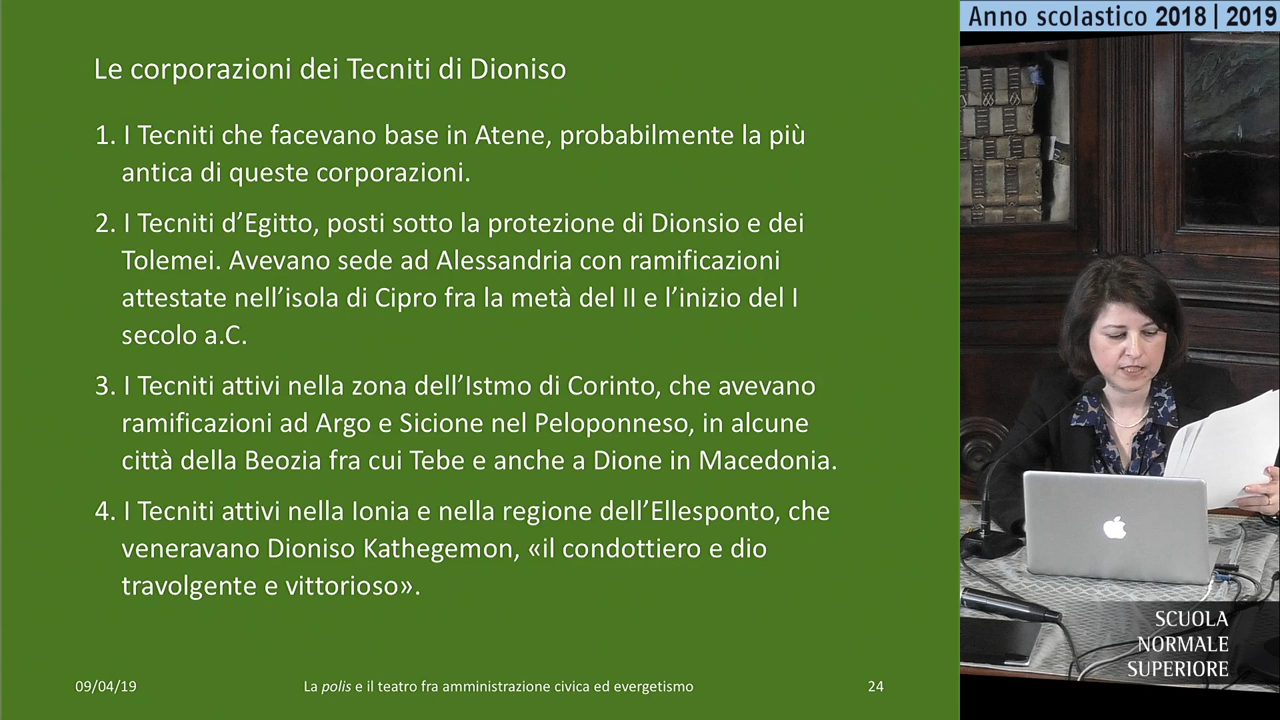 Le corporazioni dei Tecniti di Dioniso
1. I Tecniti che facevano base in Atene, probabilmente la più
antica di queste corporazioni.
2. I Tecniti d’Egitto, posti sotto la protezione di Dionsio e dei
Tolemei. Avevano sede ad Alessandria con ramificazioni
attestate nell’isola di Cipro fra la metà del II e l’inizio del I
secolo a.C.
3. I Tecniti attivi nella zona dell’Istmo di Corinto, che avevano
ramificazioni ad Argo e Sicione nel Peloponneso, in alcune
città della Beozia fra cui Tebe e anche a Dione in Macedonia.
4. I Tecniti attivi nella Ionia e nella regione dell’Ellesponto, che
veneravano Dioniso Kathegemon, «il condottiero e dio
travolgente e vittorioso».
09/04/19
La polis e il teatro fra amministrazione civica ed evergetismo
24
Anno scolastico 2018 | 2019
SCUOLA
NORMALE
SUPERIORE